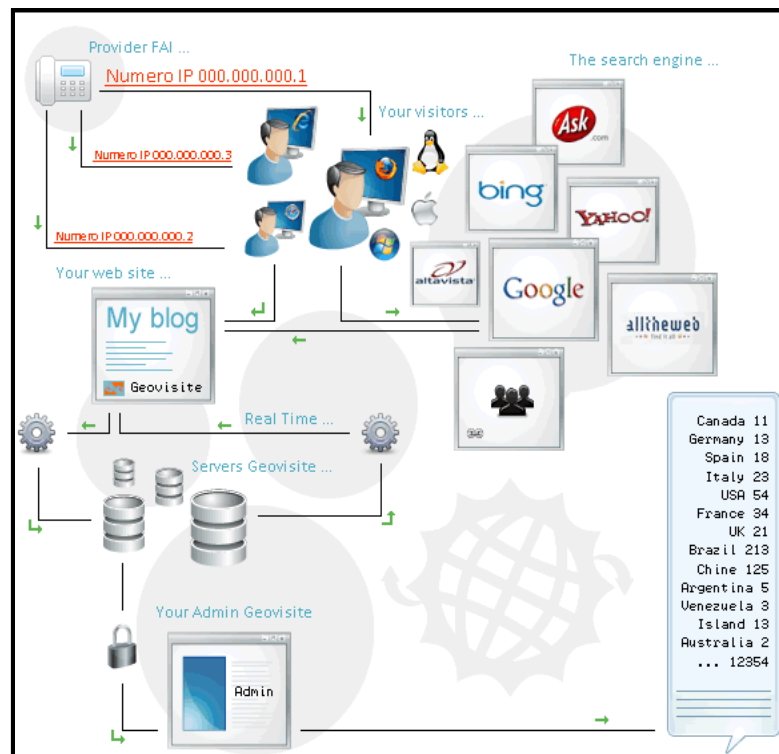 Provider FAI ...
Numero IP 000.000.000.1
The search engine ...
Your visitors ...
Ask
.com
Numero IP 000.000.000.3
bing
YAHOO!
Numero IP 000.000.000.2
Your web site ...
altavista
Google
alltheweb
find it all
My blog
Geovisite
Real Time ...
Servers Geovisite ...
Canada 11
Germany 13
Spain 18
Italy 23
USA 54
France 34
UK 21
Brazil 213
Chine 125
Argentina 5
Venezuela 3
Island 13
Australia 2
... 12354
Your Admin Geovisite
Admin